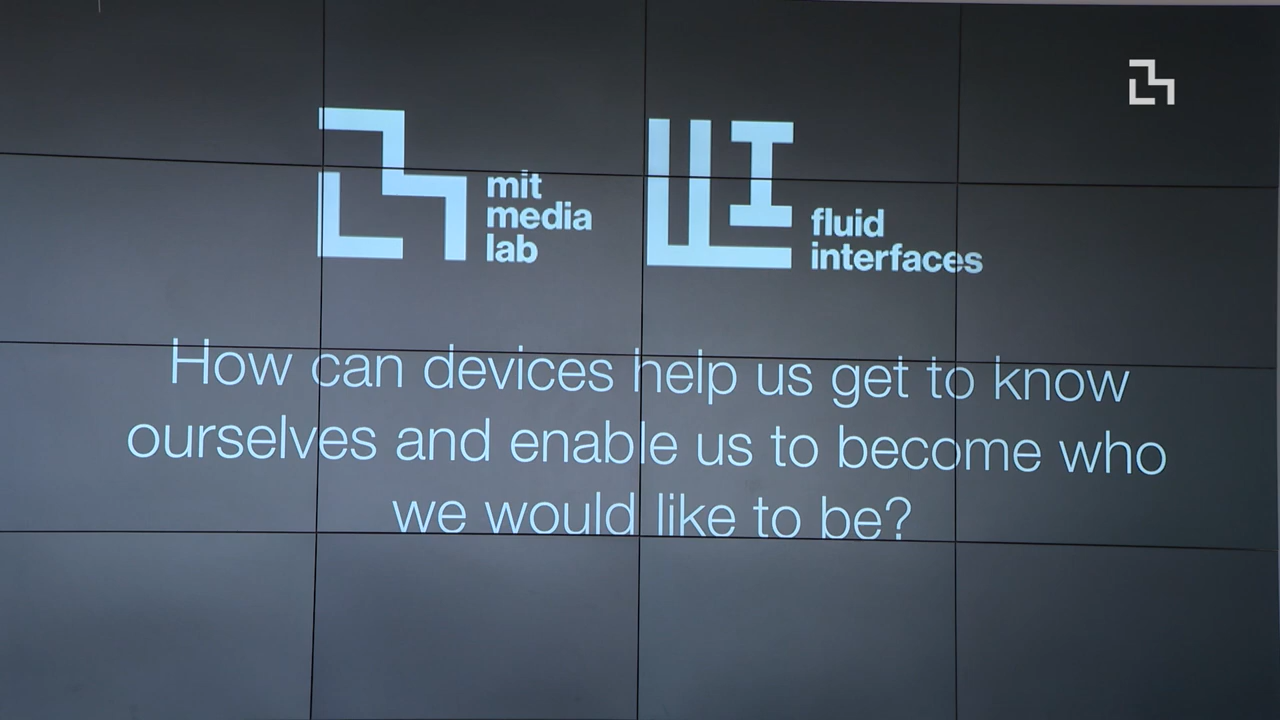 mit
media
lab
fluid
interfaces
How can devices help us get to know
ourselves and enable us to become who
we would like to be?